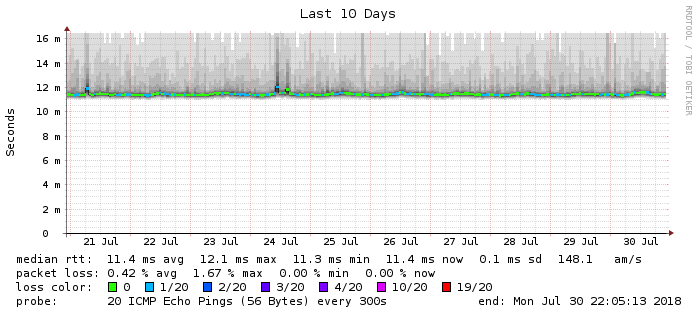 Last 10 Days
RRDTOOL / TOBI OETIKER
Seconds
16 m
14 m
12 m
10 m
8 m
6 m
4 m
2 m
0
21 Jul 22 Jul 23 Jul 24 Jul 25 Jul 26 Jul 27 Jul 28 Jul 29 Jul 30 Jul
median rtt: 11.4 ms avg 12.1 ms max 11.3 ms min 11.4 ms now 0.1 ms sd 148.1 am/s
packet loss: 0.42 % avg 1.67 % max 0.00 % min 0.00 % now
loss color: 0 1/20 2/20 3/20 4/20 10/20 19/20
probe: 20 ICMP Echo Pings (56 Bytes) every 300s end: Mon Jul 30 22:05:13 2018